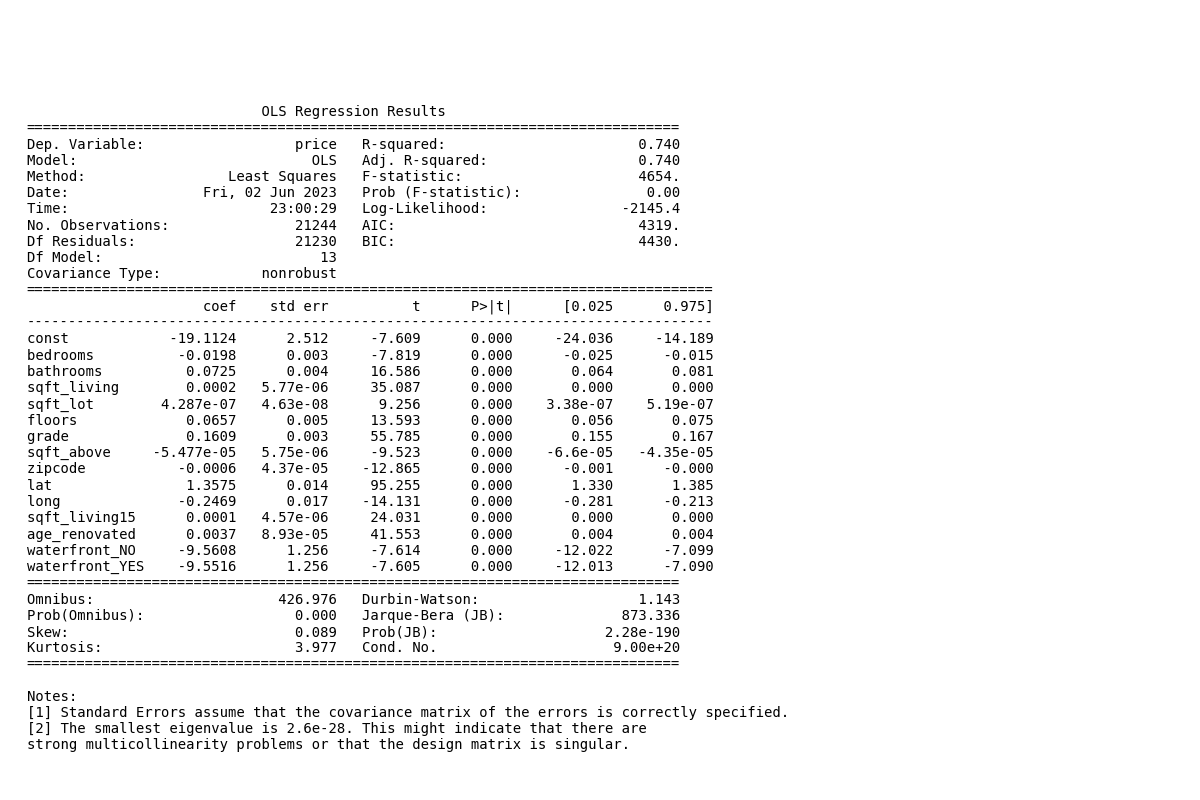 OLS Regression Results
==============================================================================
Dep. Variable:                  price   R-squared:                       0.740
Model:                            OLS   Adj. R-squared:                  0.740
Method:                 Least Squares   F-statistic:                     4654.
Date:                Fri, 02 Jun 2023   Prob (F-statistic):               0.00
Time:                        23:00:29   Log-Likelihood:                -2145.4
No. Observations:               21244   AIC:                             4319.
Df Residuals:                   21230   BIC:                             4430.
Df Model:                          13
Covariance Type:            nonrobust
==================================================================================
                     coef    std err          t      P>|t|      [0.025      0.975]
----------------------------------------------------------------------------------
const            -19.1124      2.512     -7.609      0.000     -24.036     -14.189
bedrooms          -0.0198      0.003     -7.819      0.000      -0.025      -0.015
bathrooms          0.0725      0.004     16.586      0.000       0.064       0.081
sqft_living        0.0002   5.77e-06     35.087      0.000       0.000       0.000
sqft_lot        4.287e-07   4.63e-08      9.256      0.000    3.38e-07    5.19e-07
floors             0.0657      0.005     13.593      0.000       0.056       0.075
grade              0.1609      0.003     55.785      0.000       0.155       0.167
sqft_above     -5.477e-05   5.75e-06     -9.523      0.000    -6.6e-05   -4.35e-05
zipcode           -0.0006   4.37e-05    -12.865      0.000      -0.001      -0.000
lat                1.3575      0.014     95.255      0.000       1.330       1.385
long              -0.2469      0.017    -14.131      0.000      -0.281      -0.213
sqft_living15      0.0001   4.57e-06     24.031      0.000       0.000       0.000
age_renovated      0.0037   8.93e-05     41.553      0.000       0.004       0.004
waterfront_NO     -9.5608      1.256     -7.614      0.000     -12.022      -7.099
waterfront_YES    -9.5516      1.256     -7.605      0.000     -12.013      -7.090
==============================================================================
Omnibus:                      426.976   Durbin-Watson:                   1.143
Prob(Omnibus):                  0.000   Jarque-Bera (JB):              873.336
Skew:                           0.089   Prob(JB):                    2.28e-190
Kurtosis:                       3.977   Cond. No.                     9.00e+20
==============================================================================

Notes:
[1] Standard Errors assume that the covariance matrix of the errors is correctly specified.
[2] The smallest eigenvalue is 2.6e-28. This might indicate that there are
strong multicollinearity problems or that the design matrix is singular.